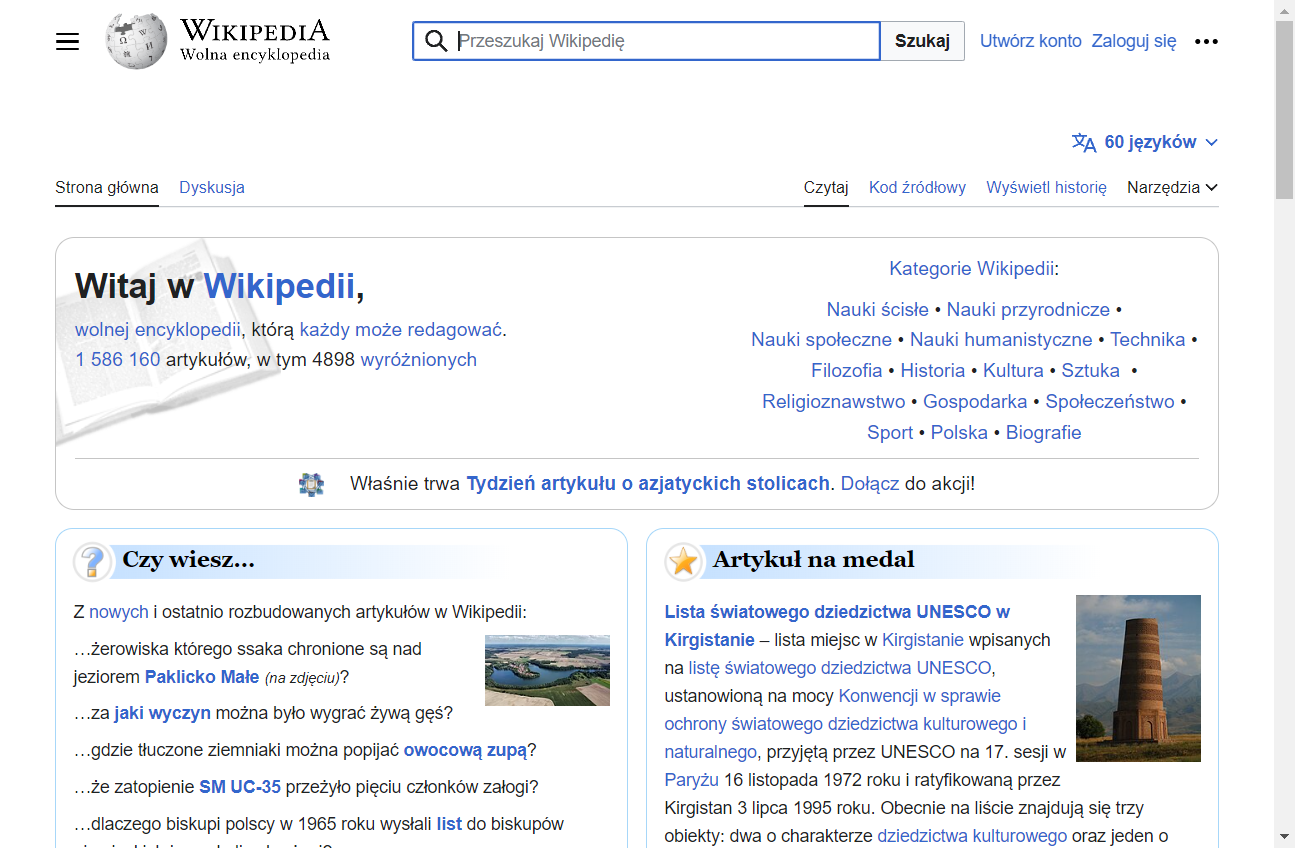 WIKIPEDIA
Wolna encyklopedia
Przeszukaj Wikipedię
Szukaj
Utwórz konto Zaloguj się
60 języków
Strona główna Dyskusja
Czytaj Kod źródłowy Wyświetl historię Narzędzia
Witaj w Wikipedii,
wolnej encyklopedii, którą każdy może redagować.
1 586 160 artykułów, w tym 4898 wyróżnionych
Kategorie Wikipedii:
Nauki ścisłe • Nauki przyrodnicze •
Nauki społeczne • Nauki humanistyczne • Technika •
Filozofia • Historia • Kultura • Sztuka •
Religioznawstwo • Gospodarka • Społeczeństwo •
Sport • Polska • Biografie
Właśnie trwa Tydzień artykułu o azjatyckich stolicach. Dołącz do akcji!
Czy wiesz...
Z nowych i ostatnio rozbudowanych artykułów w Wikipedii:
…żerowiska którego ssaka chronione są nad
jeziorem Paklicko Małe (na zdjęciu)?
…za jaki wyczyn można było wygrać żywą gęś?
…gdzie tłuczone ziemniaki można popijać owocową zupą?
…że zatopienie SM UC-35 przeżyło pięciu członków załogi?
…dlaczego biskupi polscy w 1965 roku wysłali list do biskupów
Artykuł na medal
Lista światowego dziedzictwa UNESCO w
Kirgistanie – lista miejsc w Kirgistanie wpisanych
na listę światowego dziedzictwa UNESCO,
ustanowioną na mocy Konwencji w sprawie
ochrony światowego dziedzictwa kulturowego i
naturalnego, przyjętą przez UNESCO na 17. sesji w
Paryżu 16 listopada 1972 roku i ratyfikowaną przez
Kirgistan 3 lipca 1995 roku. Obecnie na liście znajdują się trzy
obiekty: dwa o charakterze dziedzictwa kulturowego oraz jeden o